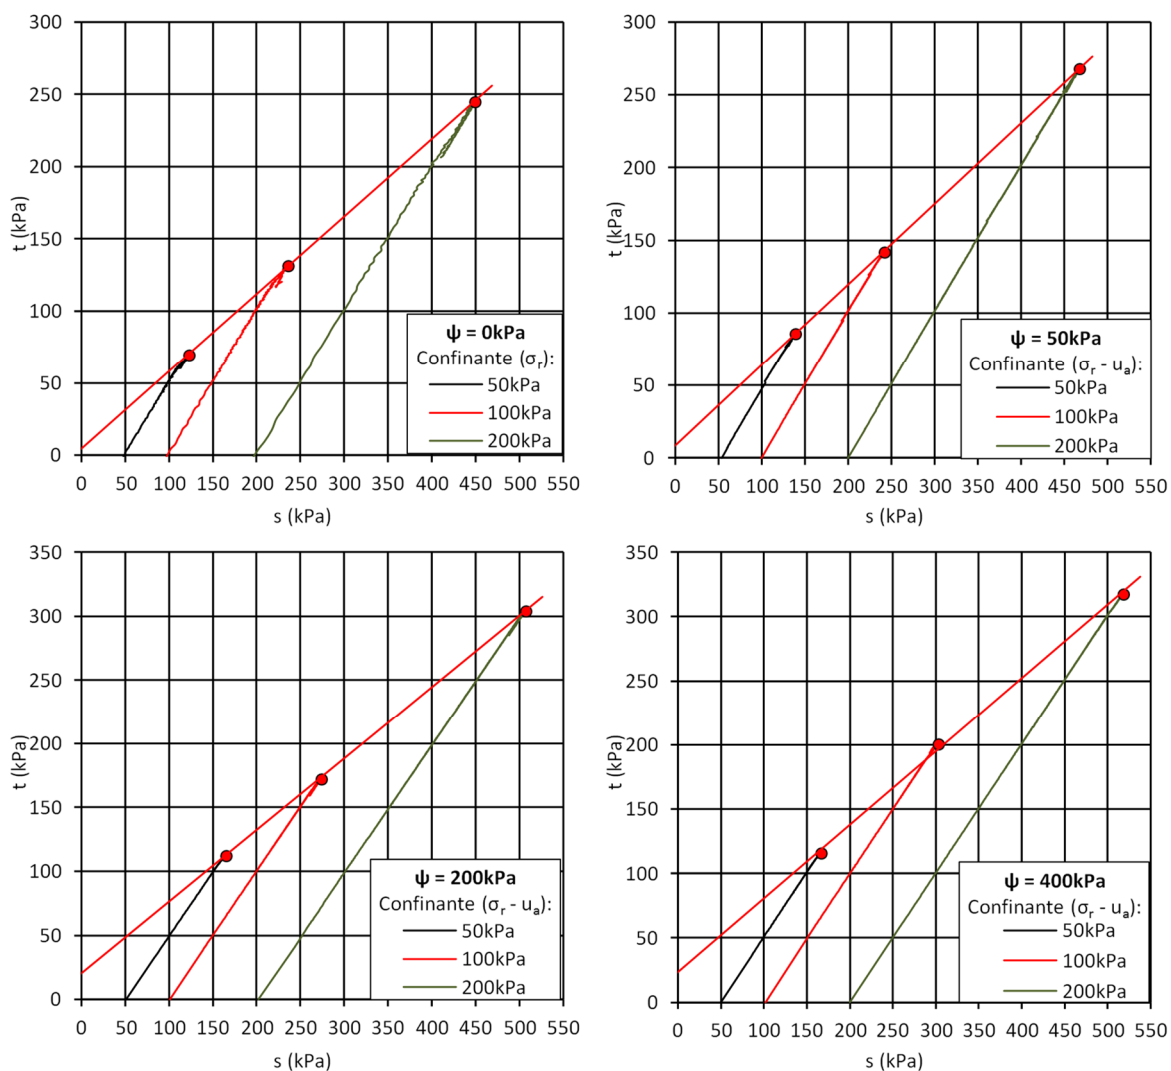 300
250
200
150
100
50
0
t (kPa)
0 50 100 150 200 250 300 350 400 450 500 550
s (kPa)
ψ = 0kPa
Confinante (σr):
50kPa
100kPa
200kPa
300
250
200
150
100
50
0
t (kPa)
0 50 100 150 200 250 300 350 400 450 500 550
s (kPa)
ψ = 50kPa
Confinante (σr - ua):
50kPa
100kPa
200kPa
350
300
250
200
150
100
50
0
t (kPa)
0 50 100 150 200 250 300 350 400 450 500 550
s (kPa)
ψ = 200kPa
Confinante (σr - ua):
50kPa
100kPa
200kPa
350
300
250
200
150
100
50
0
t (kPa)
0 50 100 150 200 250 300 350 400 450 500 550
s (kPa)
ψ = 400kPa
Confinante (σr - ua):
50kPa
100kPa
200kPa